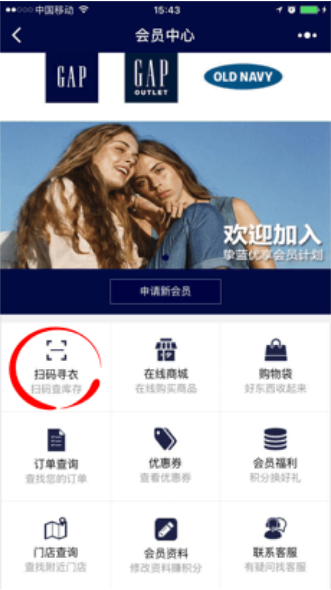 中国移动 15:43
会员中心
GAP
GAP
OUTLET
OLD NAVY
欢迎加入
挚蓝优享会员计划
申请新会员
扫码寻衣 在线商城 购物袋
扫码查库存 在线购买商品 好东西收起来
订单查询 优惠券 会员福利
查找您的订单 查看优惠券 积分换好礼
门店查询 会员资料 联系客服
查找附近门店 修改资料赚积分 有疑问找客服